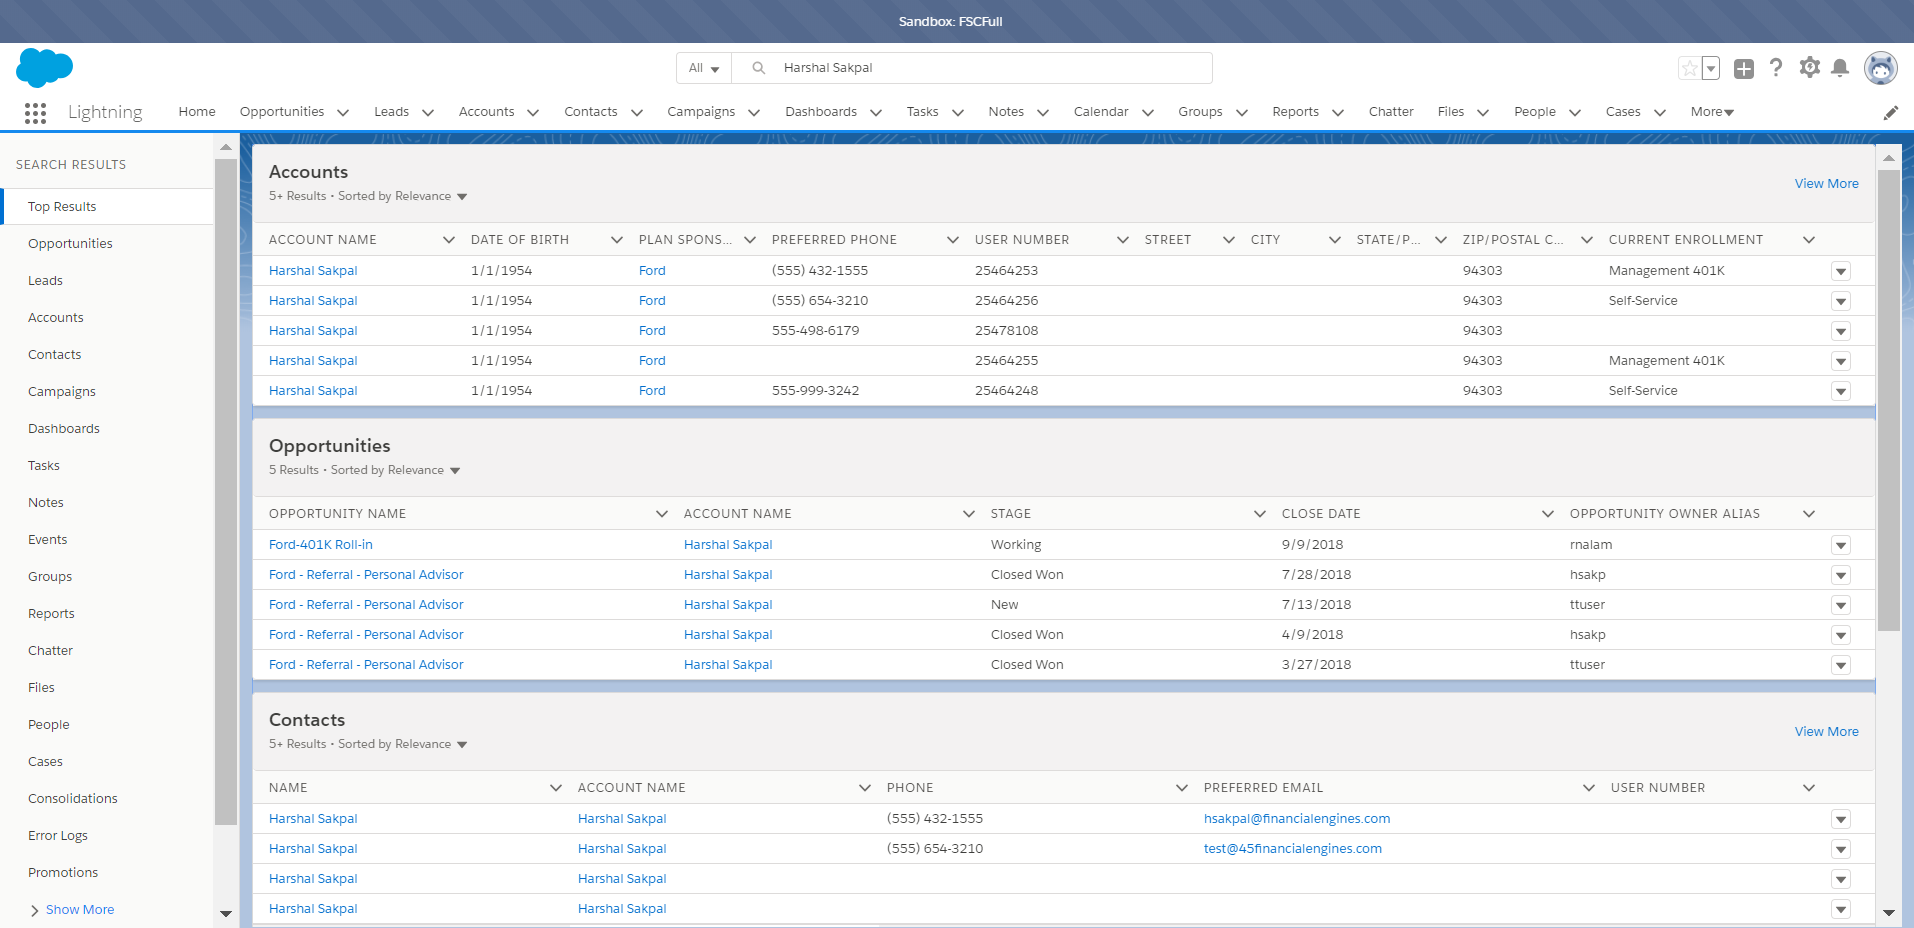 Sandbox: FSCFull
All
Harshal Sakpal
Lightning Home Opportunities Leads Accounts Contacts Campaigns Dashboards Tasks Notes Calendar Groups Reports Chatter Files People Cases More
SEARCH RESULTS
Top Results
Opportunities
Leads
Accounts
Contacts
Campaigns
Dashboards
Tasks
Notes
Events
Groups
Reports
Chatter
Files
People
Cases
Consolidations
Error Logs
Promotions
Show More
Accounts
5+ Results • Sorted by Relevance
View More
ACCOUNT NAME DATE OF BIRTH PLAN SPONS... PREFERRED PHONE USER NUMBER STREET CITY STATE/P... ZIP/POSTAL C... CURRENT ENROLLMENT
Harshal Sakpal 1/1/1954 Ford (555) 432-1555 25464253 94303 Management 401K
Harshal Sakpal 1/1/1954 Ford (555) 654-3210 25464256 94303 Self-Service
Harshal Sakpal 1/1/1954 Ford 555-498-6179 25478108 94303
Harshal Sakpal 1/1/1954 Ford 25464255 94303 Management 401K
Harshal Sakpal 1/1/1954 Ford 555-999-3242 25464248 94303 Self-Service
Opportunities
5 Results • Sorted by Relevance
OPPORTUNITY NAME ACCOUNT NAME STAGE CLOSE DATE OPPORTUNITY OWNER ALIAS
Ford-401K Roll-in Harshal Sakpal Working 9/9/2018 rnalam
Ford - Referral - Personal Advisor Harshal Sakpal Closed Won 7/28/2018 hsakp
Ford - Referral - Personal Advisor Harshal Sakpal New 7/13/2018 ttuser
Ford - Referral - Personal Advisor Harshal Sakpal Closed Won 4/9/2018 hsakp
Ford - Referral - Personal Advisor Harshal Sakpal Closed Won 3/27/2018 ttuser
Contacts
5+ Results • Sorted by Relevance
View More
NAME ACCOUNT NAME PHONE PREFERRED EMAIL USER NUMBER
Harshal Sakpal Harshal Sakpal (555) 432-1555 hsakpal@financialengines.com
Harshal Sakpal Harshal Sakpal (555) 654-3210 test@45financialengines.com
Harshal Sakpal Harshal Sakpal
Harshal Sakpal Harshal Sakpal